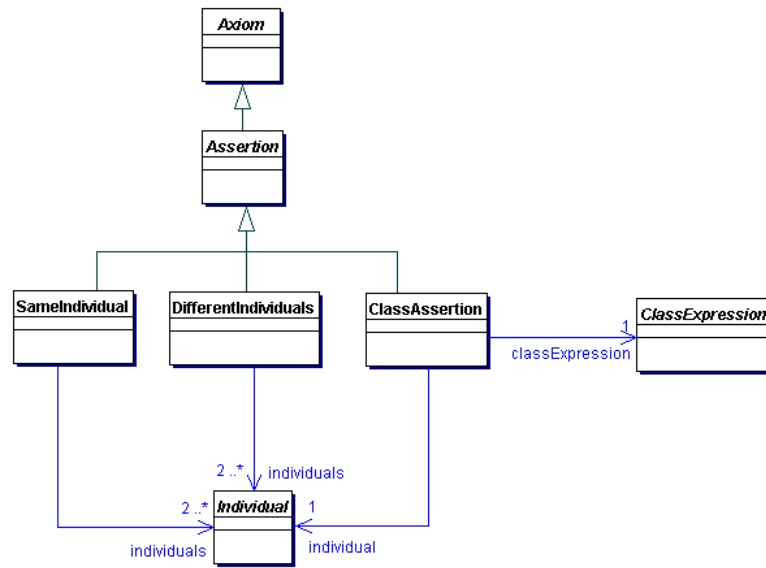 Axiom
Assertion
SameIndividual
DifferentIndividuals
ClassAssertion
ClassExpression
1
classExpression
2 ..*
individuals
2 ..*
Individual
1
individuals
individual